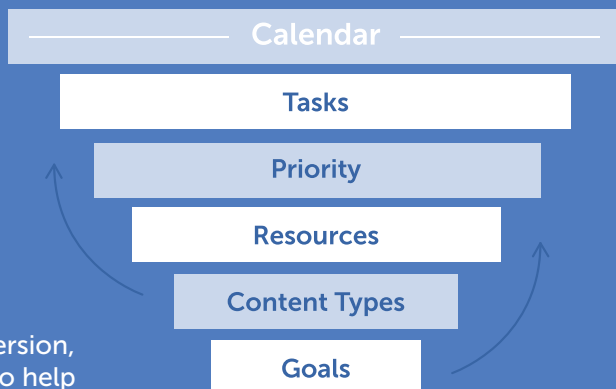 Calendar
Tasks
Priority
Resources
Content Types
Goals
ersion,
o help